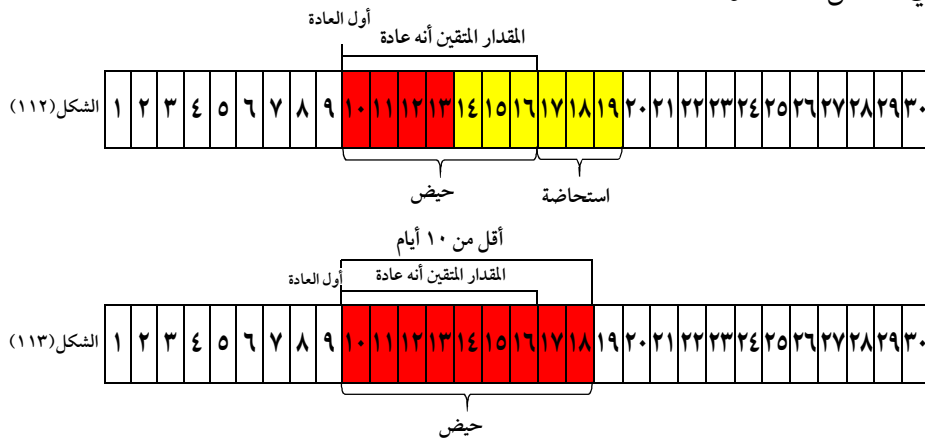 أول العادة
المقدار المتقين أنه عادة
الشكل(١١٢) ١ ٢ ٣ ٤ ٥ ٦ ٧ ٨ ٩ ١٠ ١١ ١٢ ١٣ ١٤ ١٥ ١٦ ١٧ ١٨ ١٩ ٢٠ ٢١ ٢٢ ٢٣ ٢٤ ٢٥ ٢٦ ٢٧ ٢٨ ٢٩ ٣٠
حيض استحاضة
أقل من ١٠ أيام
أول العادة المقدار المتقين أنه عادة
الشكل(١١٣) ١ ٢ ٣ ٤ ٥ ٦ ٧ ٨ ٩ ١٠ ١١ ١٢ ١٣ ١٤ ١٥ ١٦ ١٧ ١٨ ١٩ ٢٠ ٢١ ٢٢ ٢٣ ٢٤ ٢٥ ٢٦ ٢٧ ٢٨ ٢٩ ٣٠
حيض